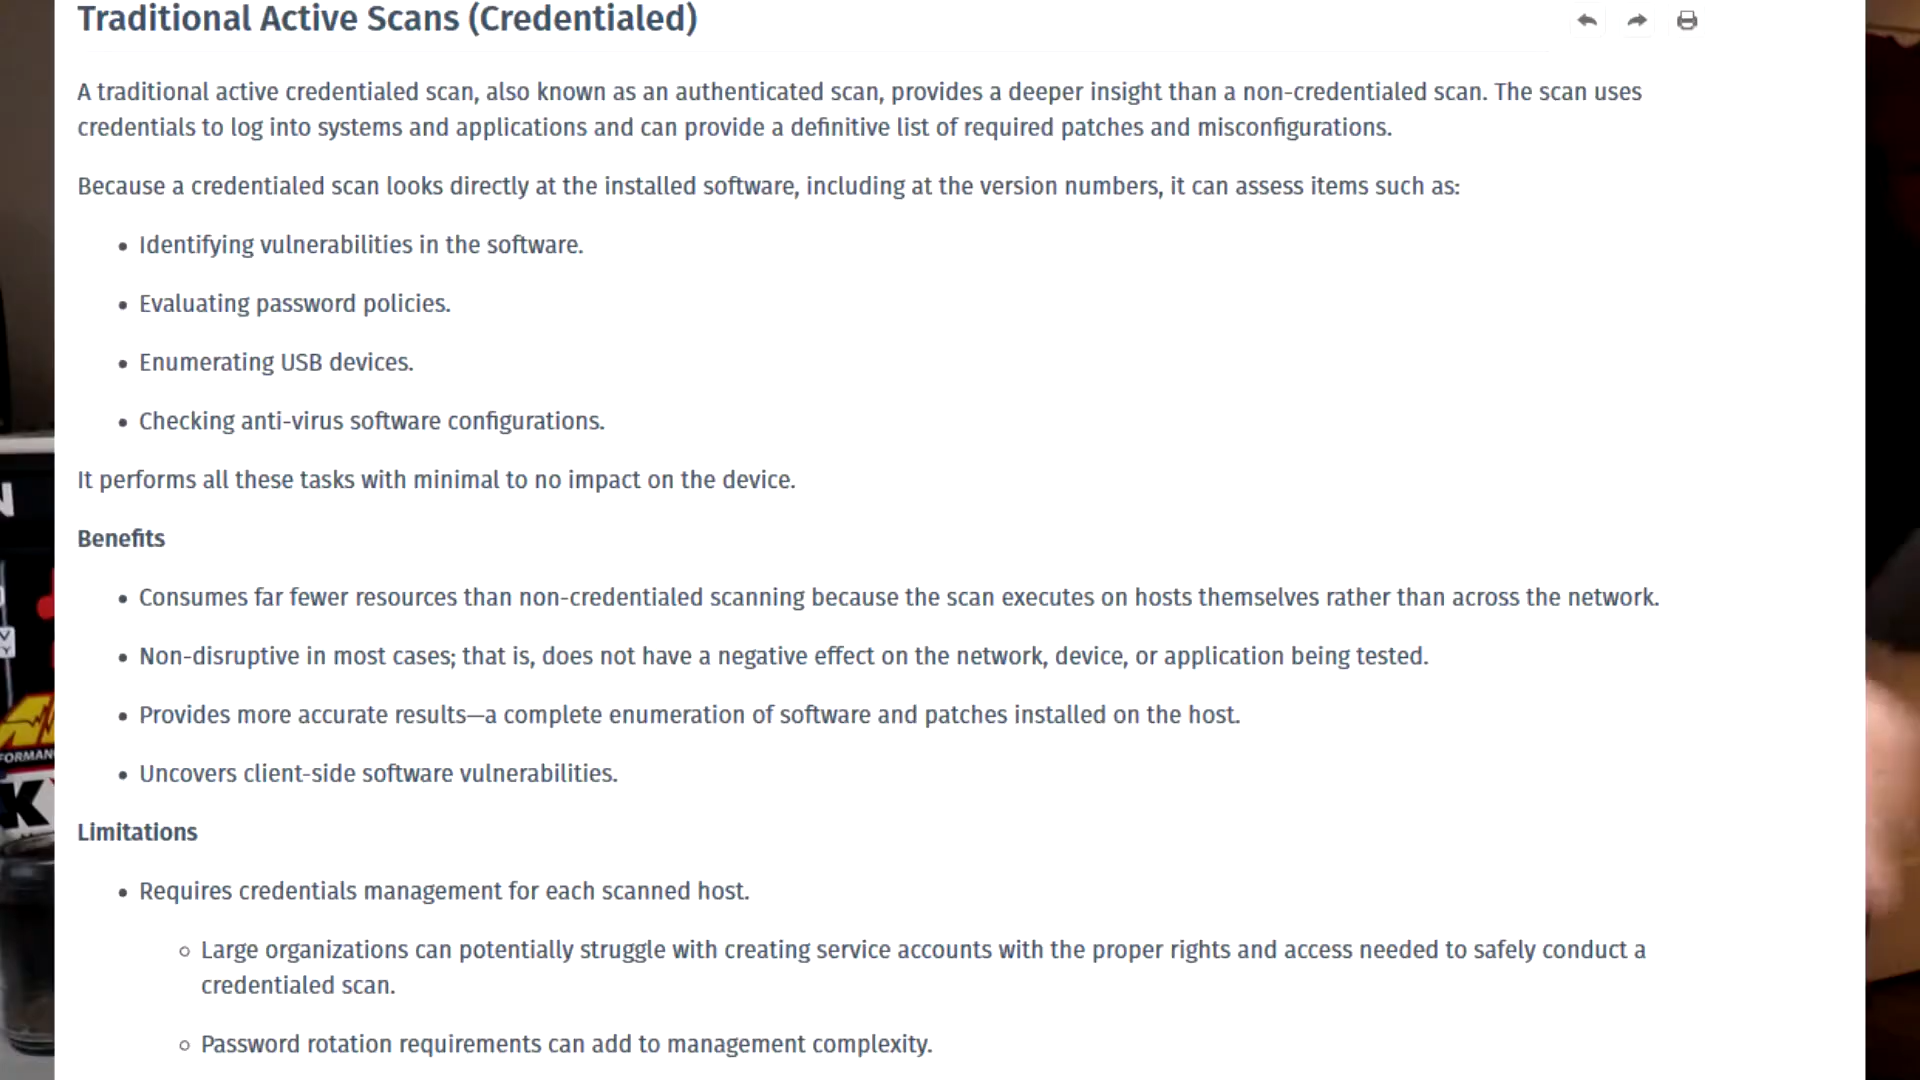 Traditional Active Scans (Credentialed)
A traditional active credentialed scan, also known as an authenticated scan, provides a deeper insight than a non-credentialed scan. The scan uses
credentials to log into systems and applications and can provide a definitive list of required patches and misconfigurations.
Because a credentialed scan looks directly at the installed software, including at the version numbers, it can assess items such as:
• Identifying vulnerabilities in the software.
• Evaluating password policies.
• Enumerating USB devices.
• Checking anti-virus software configurations.
It performs all these tasks with minimal to no impact on the device.
Benefits
• Consumes far fewer resources than non-credentialed scanning because the scan executes on hosts themselves rather than across the network.
• Non-disruptive in most cases; that is, does not have a negative effect on the network, device, or application being tested.
• Provides more accurate results—a complete enumeration of software and patches installed on the host.
• Uncovers client-side software vulnerabilities.
Limitations
• Requires credentials management for each scanned host.
◦ Large organizations can potentially struggle with creating service accounts with the proper rights and access needed to safely conduct a
credentialed scan.
◦ Password rotation requirements can add to management complexity.